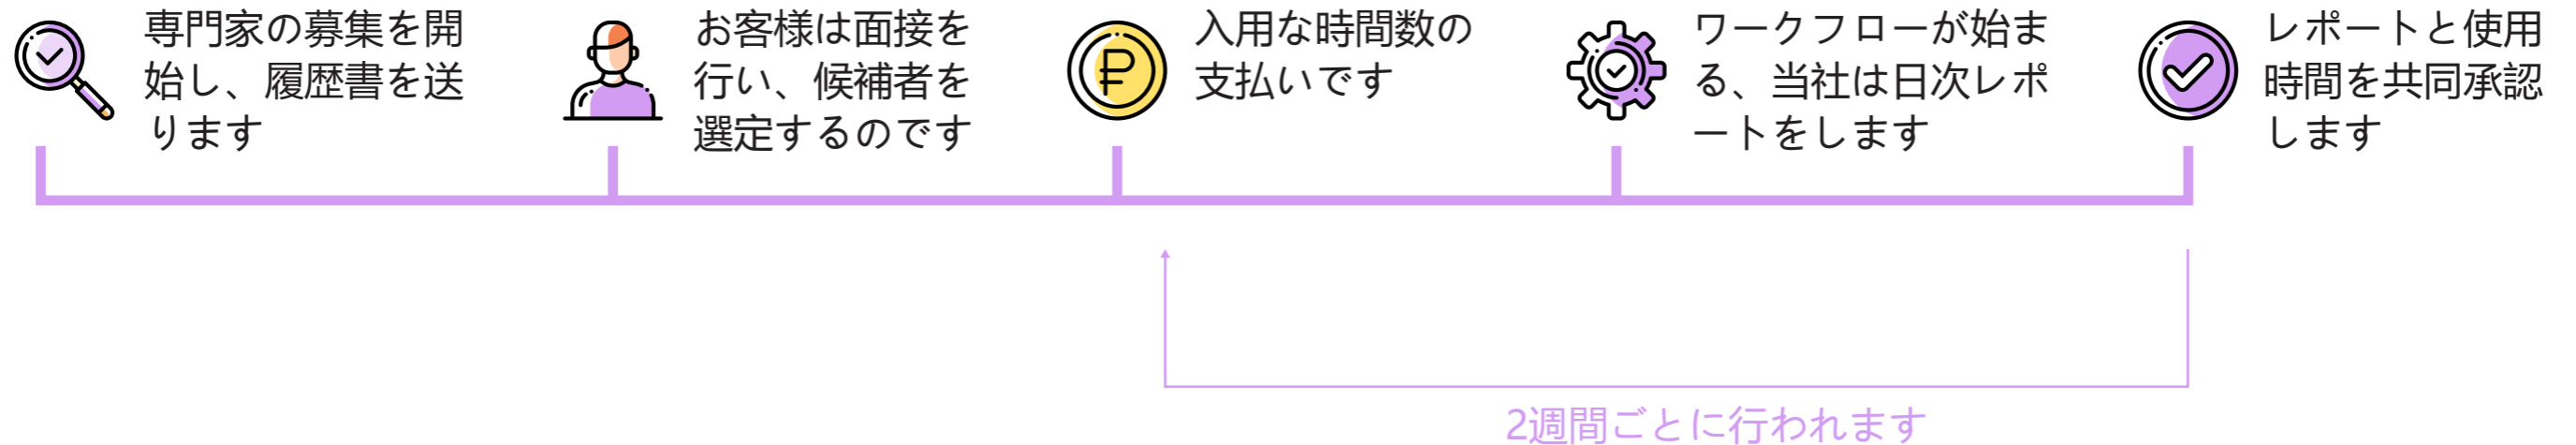 専門家の募集を開
始し、履歴書を送
ります
お客様は面接を
行い、候補者を
選定するのです
入用な時間数の
支払いです
ワークフローが始ま
る、当社は日次レポ
ートをします
レポートと使用
時間を共同承認
します
2週間ごとに行われます